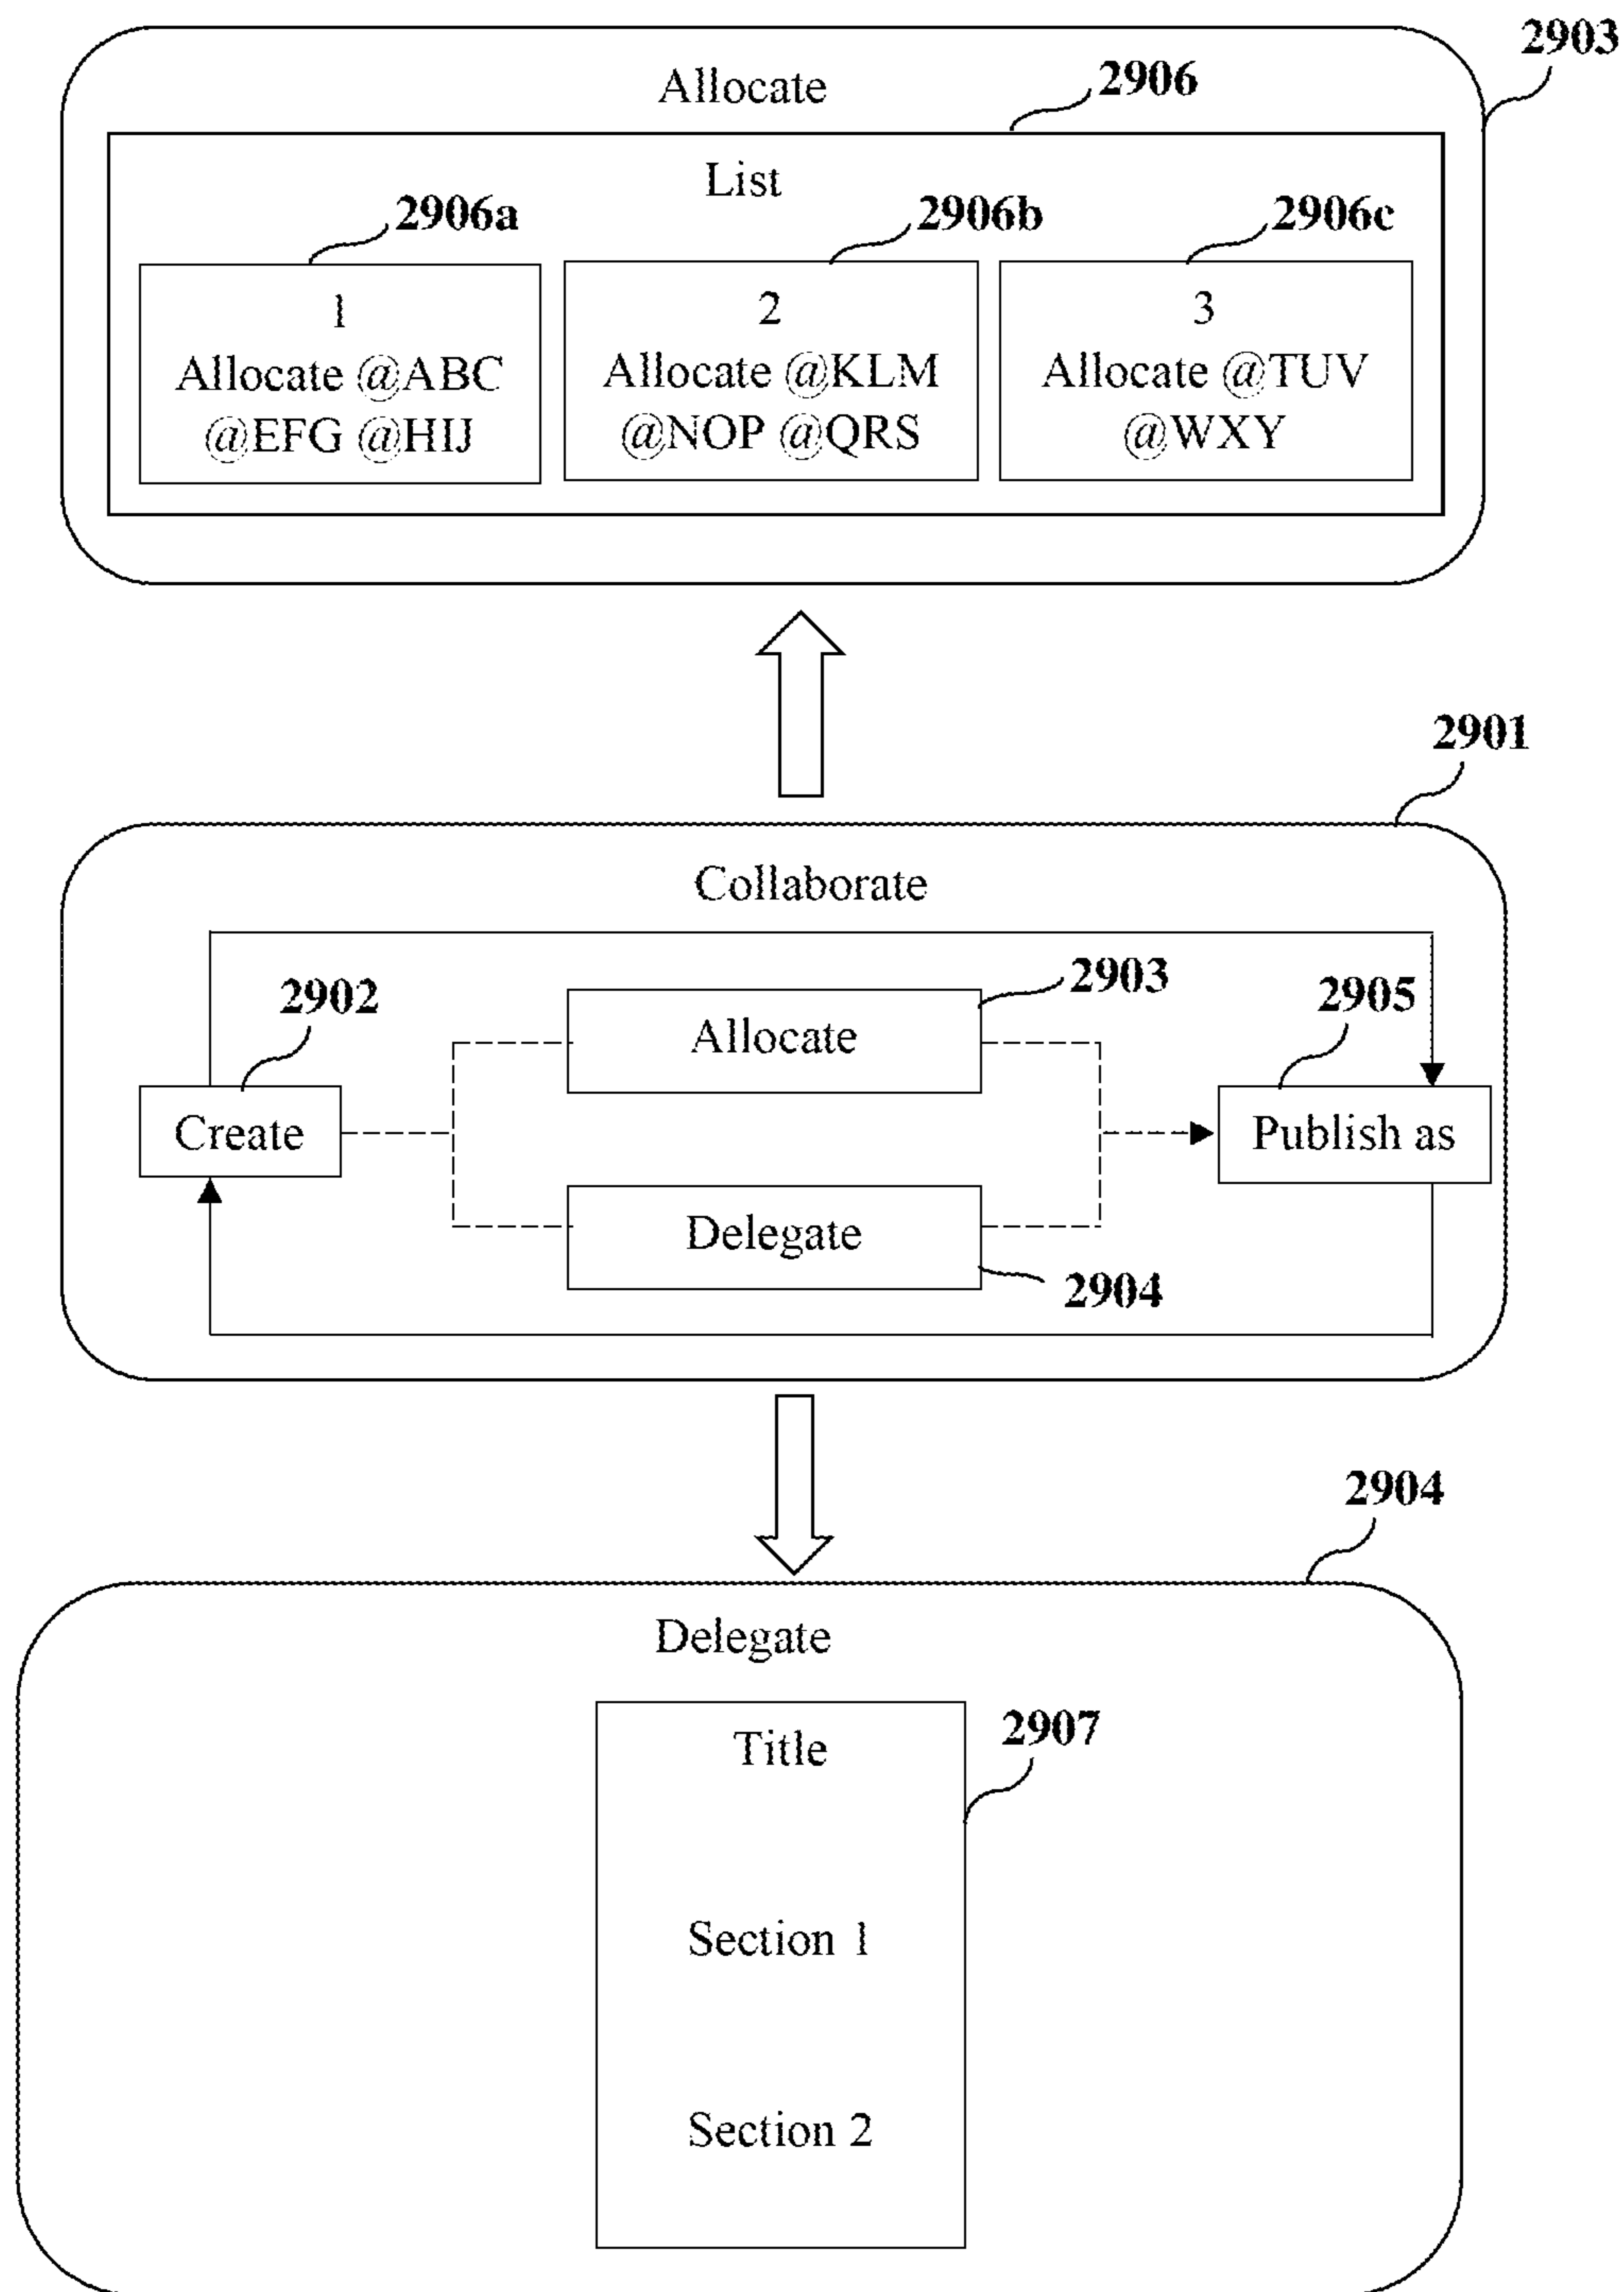 2903
Allocate
2906
List
2906a
2906b
2906c
1
Allocate @ABC
@EFG @HIJ
2
Allocate @KLM
@NOP @QRS
3
Allocate @TUV
@WXY
2901
Collaborate
2902
2903
2905
Allocate
Create
Publish as
Delegate
2904
2904
Delegate
Title
2907
Section 1
Section 2